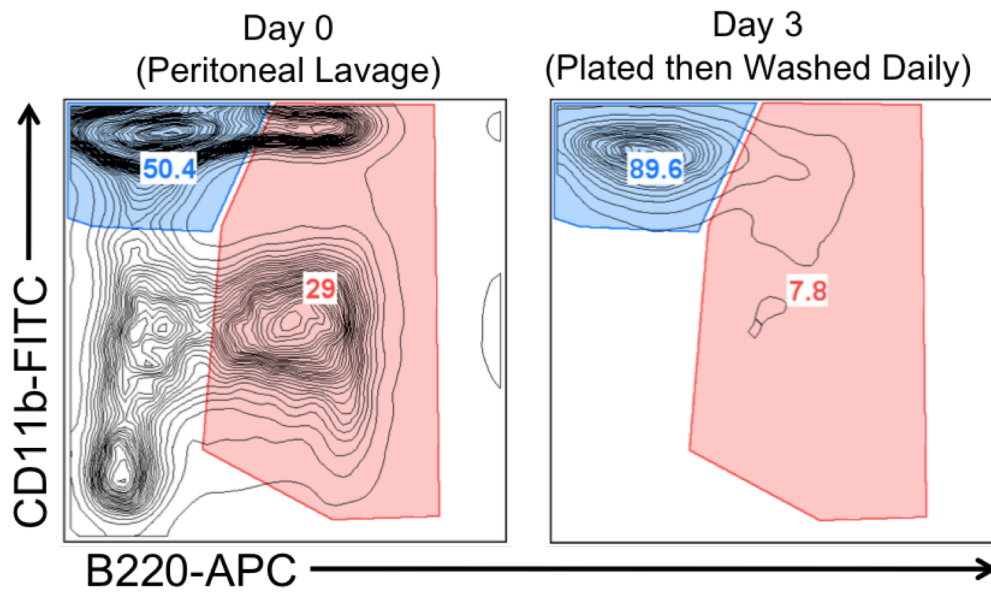 Day 0
(Peritoneal Lavage)
Day 3
(Plated then Washed Daily)
50.4
29
89.6
7.8
CD11b-FITC
B220-APC